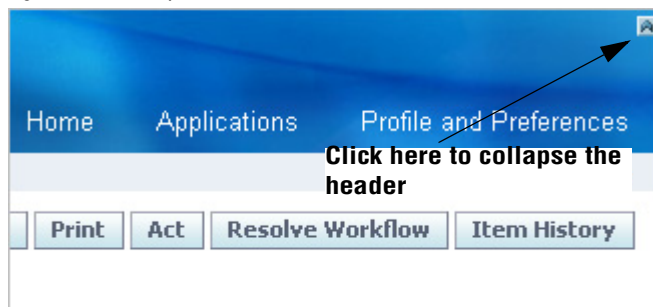 Home Applications Profile and Preferences
Click here to collapse the
header
Print Act Resolve Workflow Item History